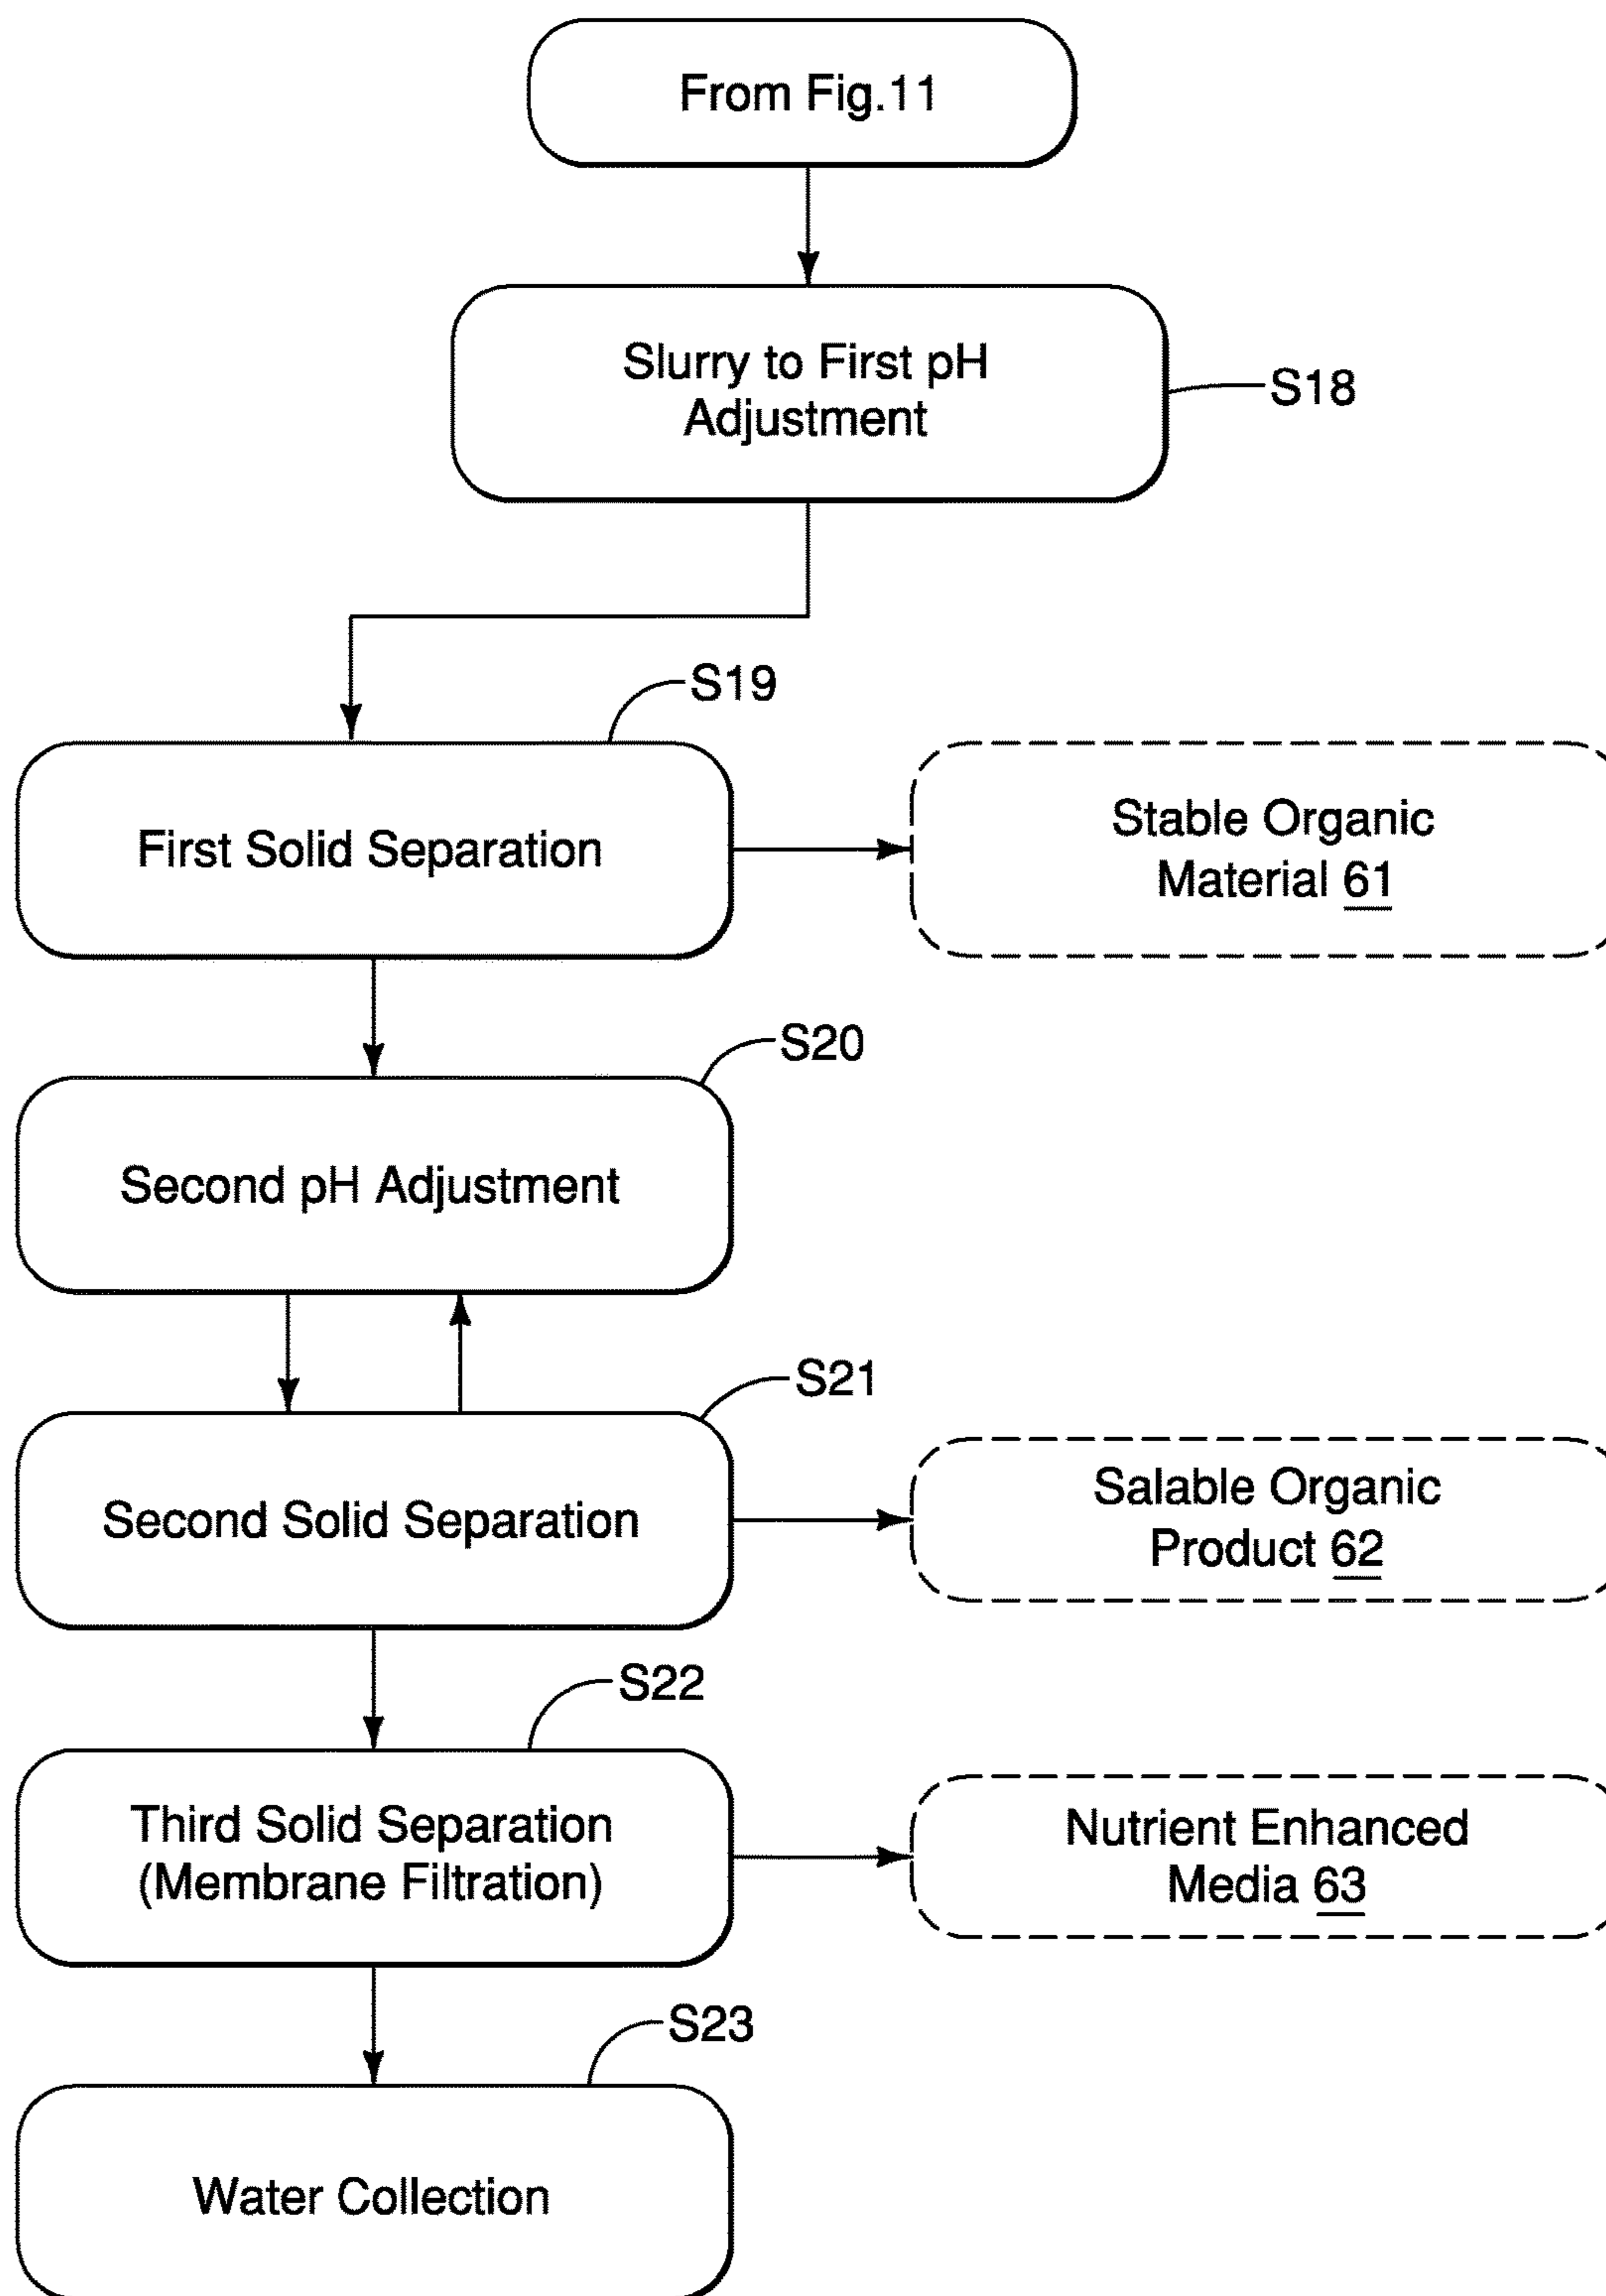 From Fig.11
Slurry to First pH
Adjustment
S18
S19
First Solid Separation
Stable Organic
Material 61
S20
Second pH Adjustment
S21
Second Solid Separation
Salable Organic
Product 62
S22
Third Solid Separation
(Membrane Filtration)
Nutrient Enhanced
Media 63
S23
Water Collection